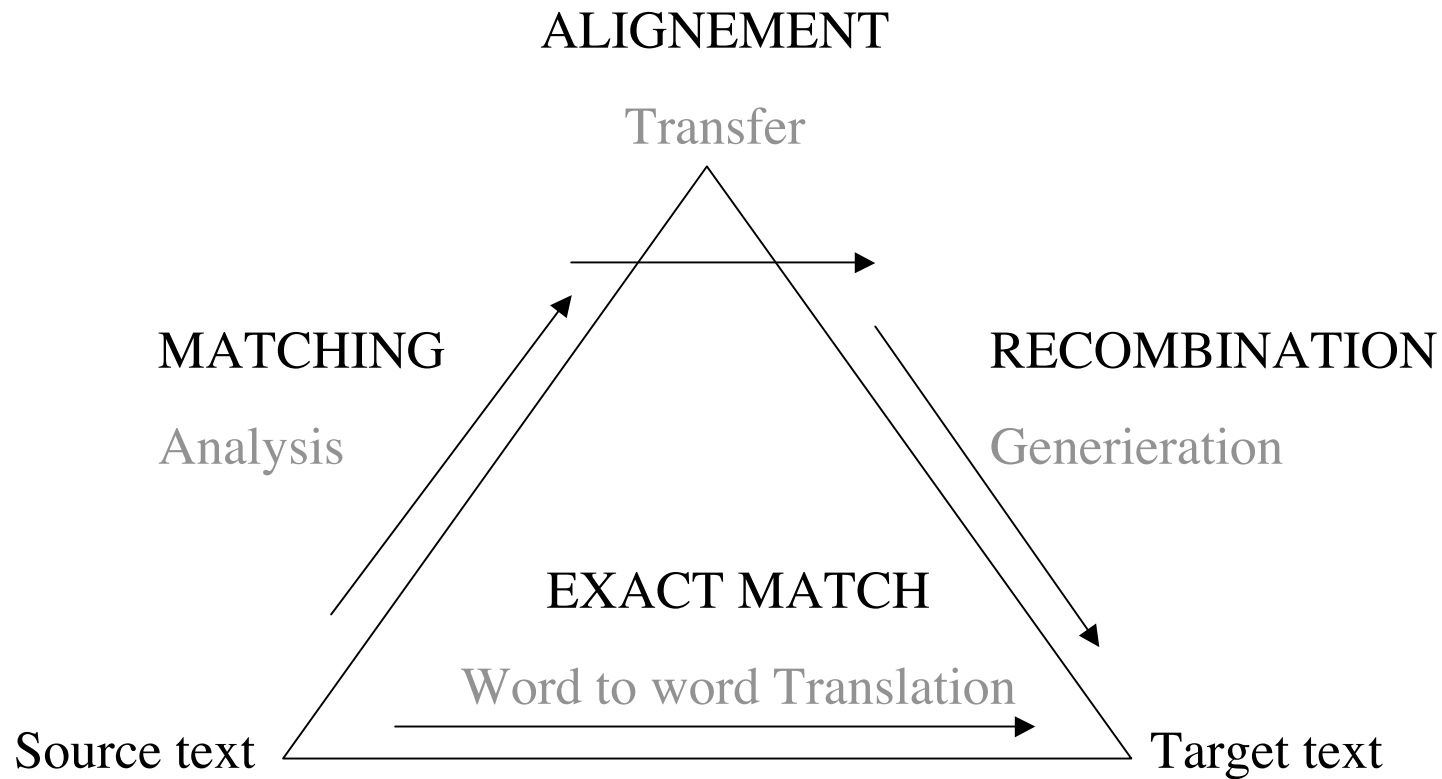 ALIGNEMENT
Transfer
MATCHING
Analysis
RECOMBINATION
Generieration
EXACT MATCH
Word to word Translation
Source text
Target text